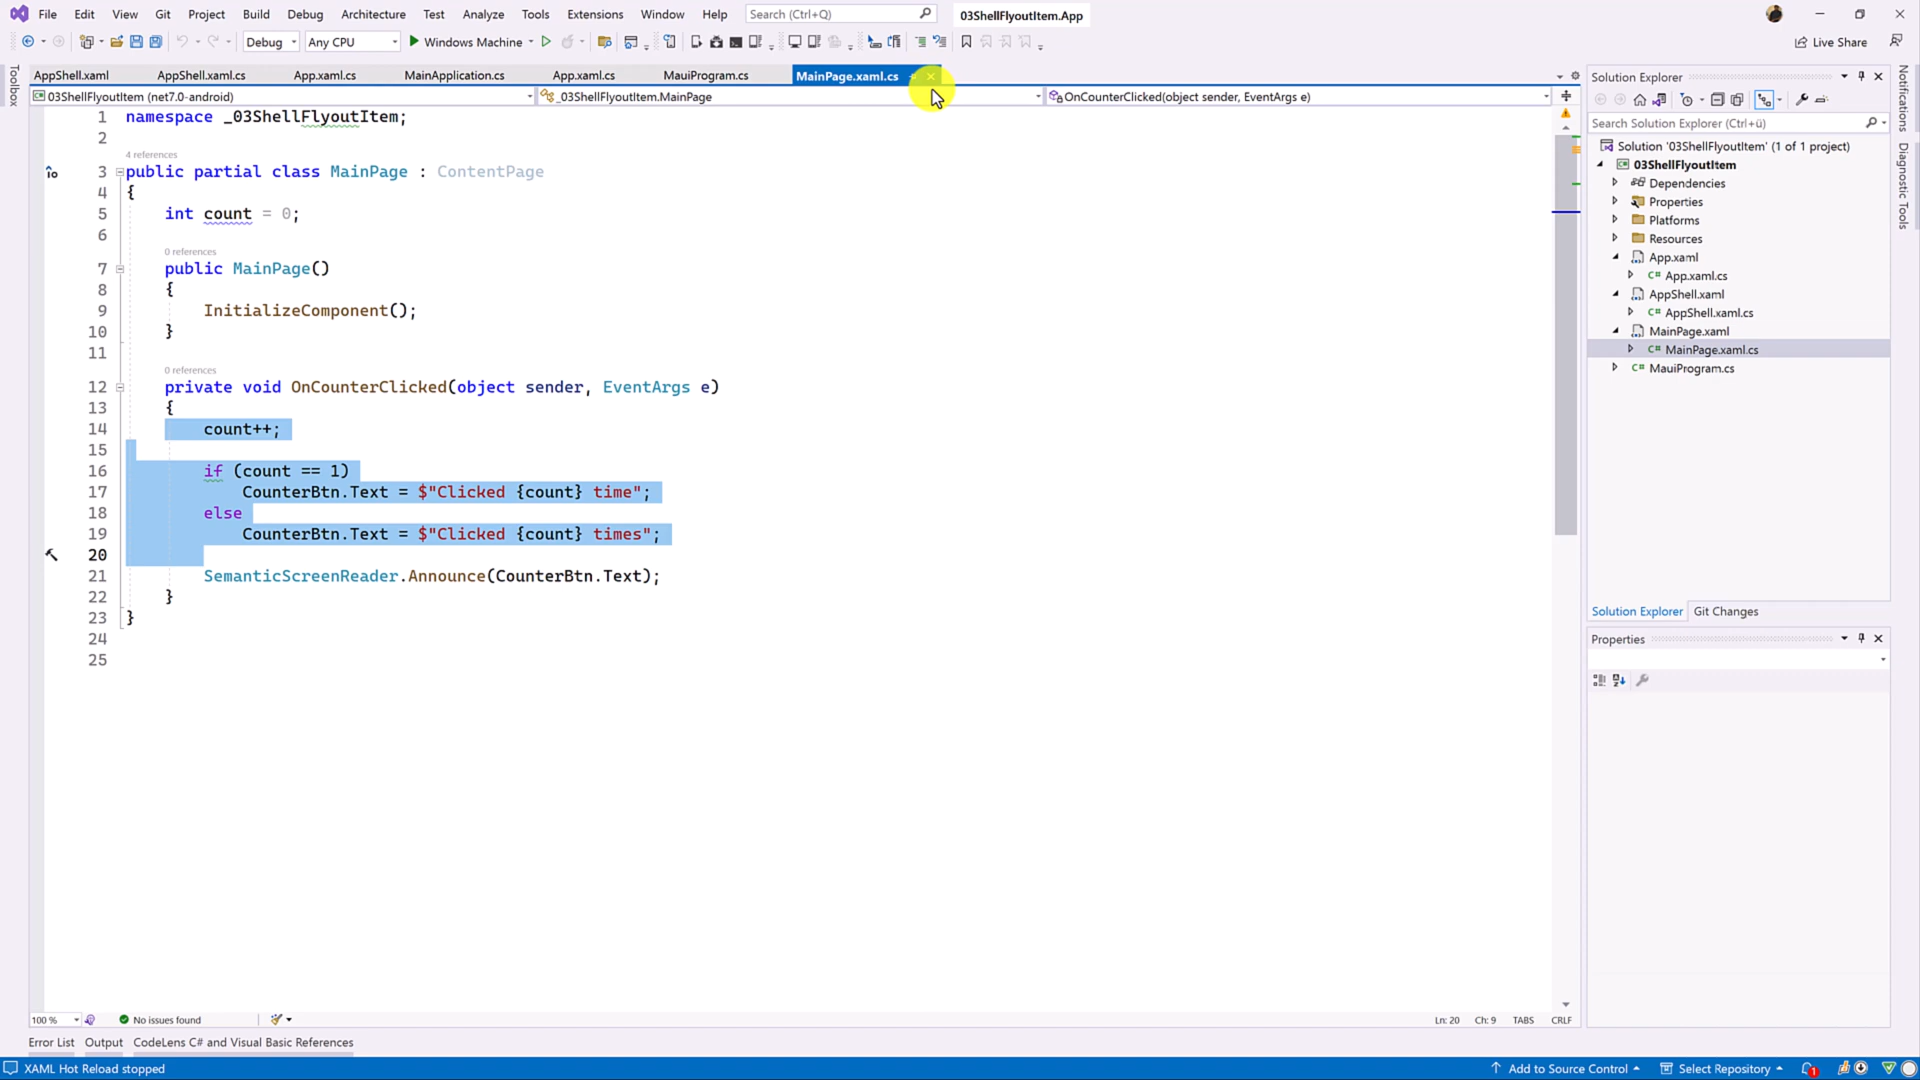 File Edit View Git Project Build Debug Architecture Test Analyze Tools Extensions Window Help Search (Ctrl+Q) 03ShellFlyoutItem.App
Debug Any CPU Windows Machine Live Share
AppShell.xaml AppShell.xaml.cs App.xaml.cs MainApplication.cs App.xaml.cs MauiProgram.cs MainPage.xaml.cs
03ShellFlyoutItem (net7.0-android) _03ShellFlyoutItem.MainPage OnCounterClicked(object sender, EventArgs e)
Toolbox
1 namespace _03ShellFlyoutItem;
2
4 references
3 public partial class MainPage : ContentPage
4 {
5 int count = 0;
6
0 references
7 public MainPage()
8 {
9 InitializeComponent();
10 }
11
0 references
12 private void OnCounterClicked(object sender, EventArgs e)
13 {
14 count++;
15
16 if (count == 1)
17 CounterBtn.Text = $"Clicked {count} time";
18 else
19 CounterBtn.Text = $"Clicked {count} times";
20
21 SemanticScreenReader.Announce(CounterBtn.Text);
22 }
23 }
24
25
100 % No issues found Ln: 20 Ch: 9 TABS CRLF
Error List Output CodeLens C# and Visual Basic References
XAML Hot Reload stopped Add to Source Control Select Repository 1
Solution Explorer
Search Solution Explorer (Ctrl+ü)
Solution '03ShellFlyoutItem' (1 of 1 project)
03ShellFlyoutItem
Dependencies
Properties
Platforms
Resources
App.xaml
C# App.xaml.cs
AppShell.xaml
C# AppShell.xaml.cs
MainPage.xaml
C# MainPage.xaml.cs
C# MauiProgram.cs
Solution Explorer Git Changes
Properties
Notifications
Diagnostic Tools